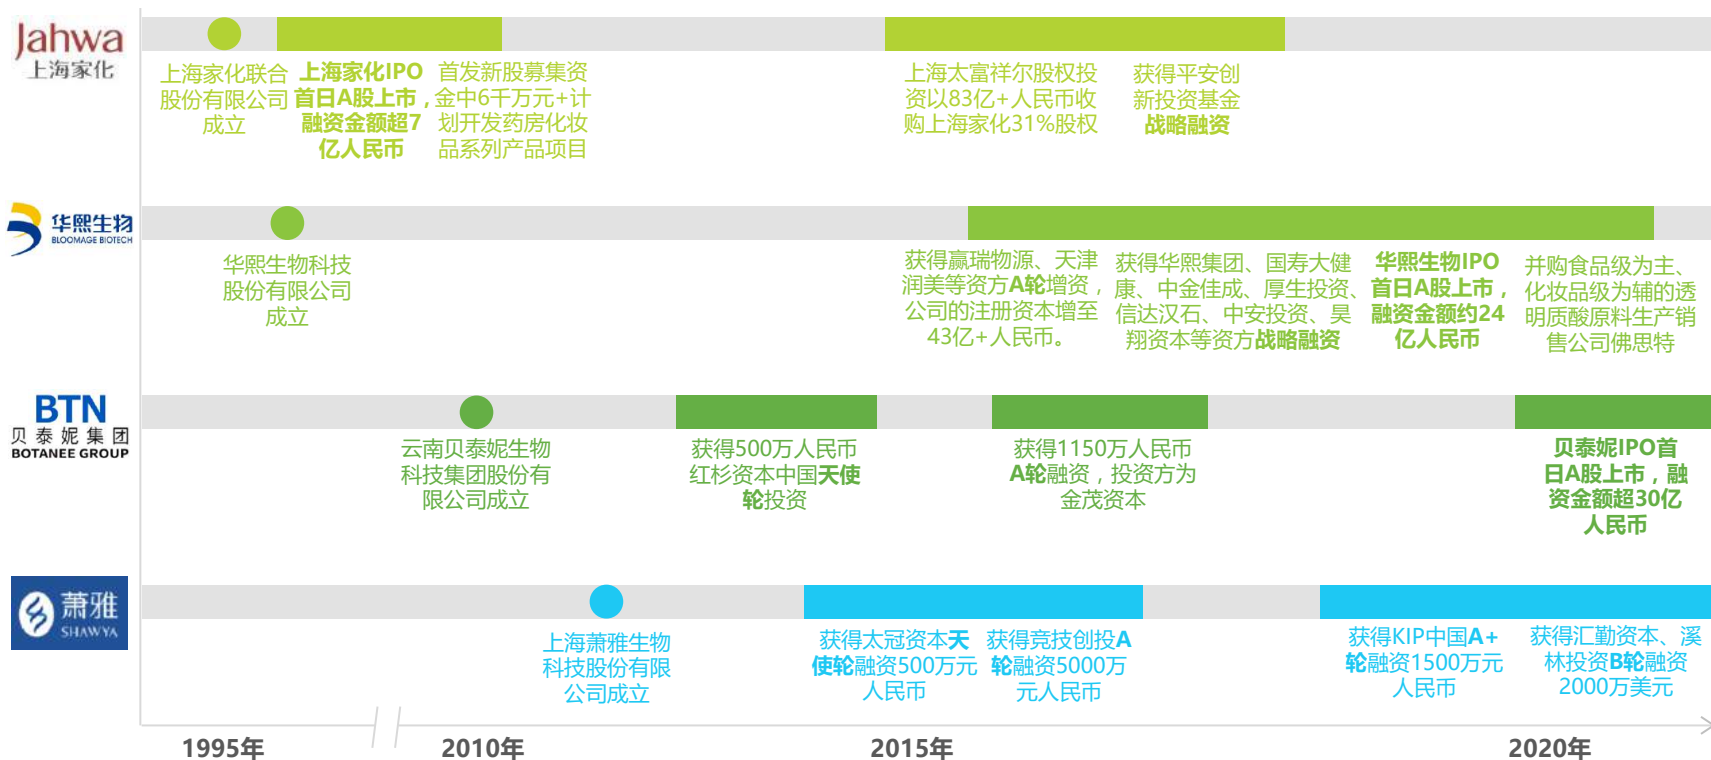 Jahwa
上海家化
上海家化联合
股份有限公司
成立
上海家化IPO
首日A股上市，
融资金额超7
亿人民币
首发新股募集资
金中6千万元+计
划开发药房化妆
品系列产品项目
上海太富祥尔股权投
资以83亿+人民币收
购上海家化31%股权
获得平安创
新投资基金
战略融资
华熙生物
BLOOMAGE BIOTECH
华熙生物科技
股份有限公司
成立
获得赢瑞物源、天津
润美等资方A轮增资，
公司的注册资本增至
43亿+人民币。
获得华熙集团、国寿大健
康、中金佳成、厚生投资、
信达汉石、中安投资、昊
翔资本等资方战略融资
华熙生物IPO
首日A股上市，
融资金额约24
亿人民币
并购食品级为主、
化妆品级为辅的透
明质酸原料生产销
售公司佛思特
BTN
贝泰妮集团
BOTANEE GROUP
云南贝泰妮生物
科技集团股份有
限公司成立
获得500万人民币
红杉资本中国天使
轮投资
获得1150万人民币
A轮融资，投资方为
金茂资本
贝泰妮IPO首
日A股上市，融
资金额超30亿
人民币
萧雅
SHAWYA
上海萧雅生物
科技股份有限
公司成立
获得太冠资本天
使轮融资500万元
人民币
获得竞技创投A
轮融资5000万
元人民币
获得KIP中国A+
轮融资1500万元
人民币
获得汇勤资本、溪
林投资B轮融资
2000万美元
1995年
2010年
2015年
2020年